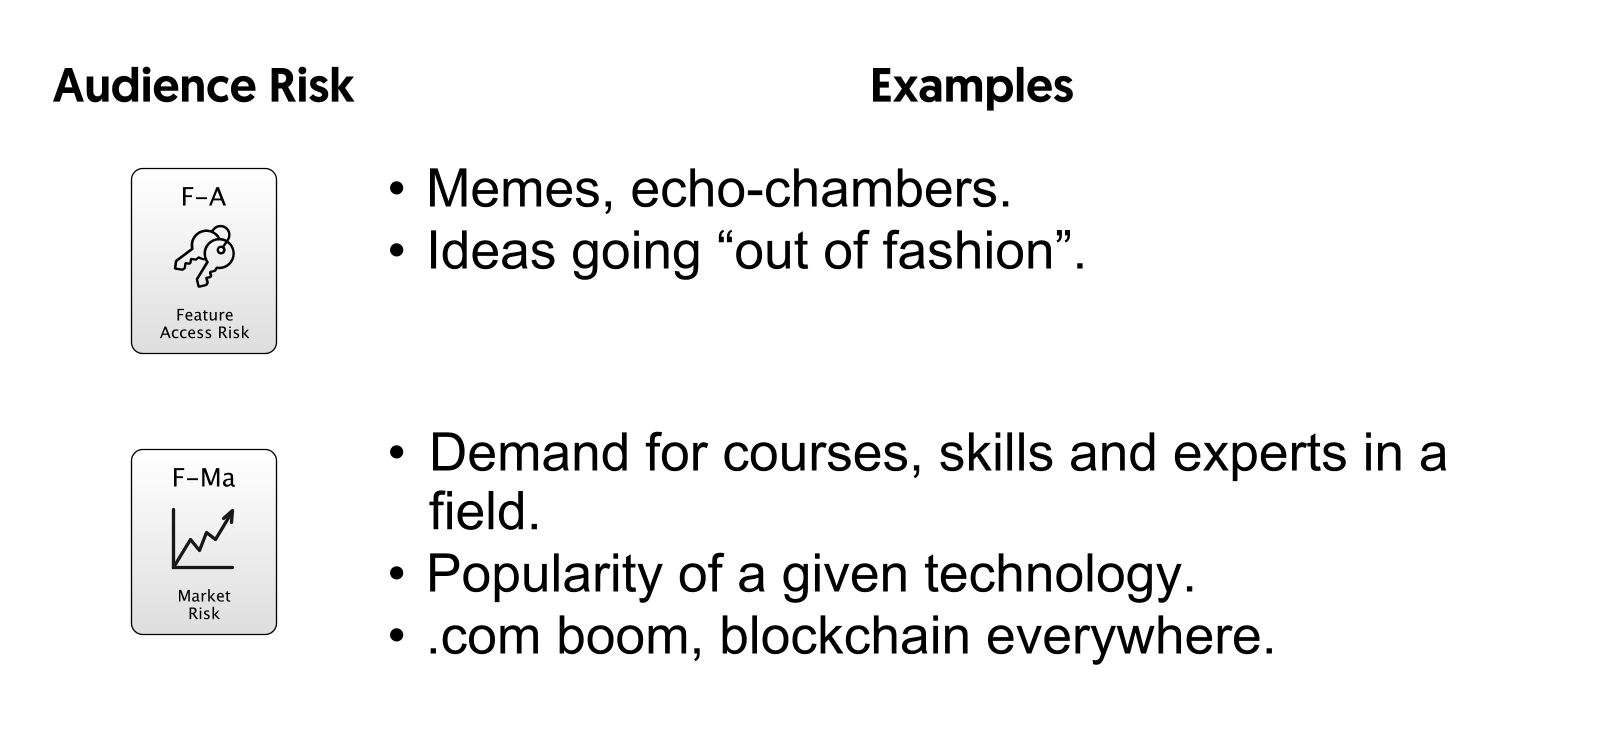 Audience Risk
Examples
F–A
Feature
Access Risk
• Memes, echo-chambers.
• Ideas going “out of fashion”.
F–Ma
Market
Risk
• Demand for courses, skills and experts in a
field.
• Popularity of a given technology.
• .com boom, blockchain everywhere.